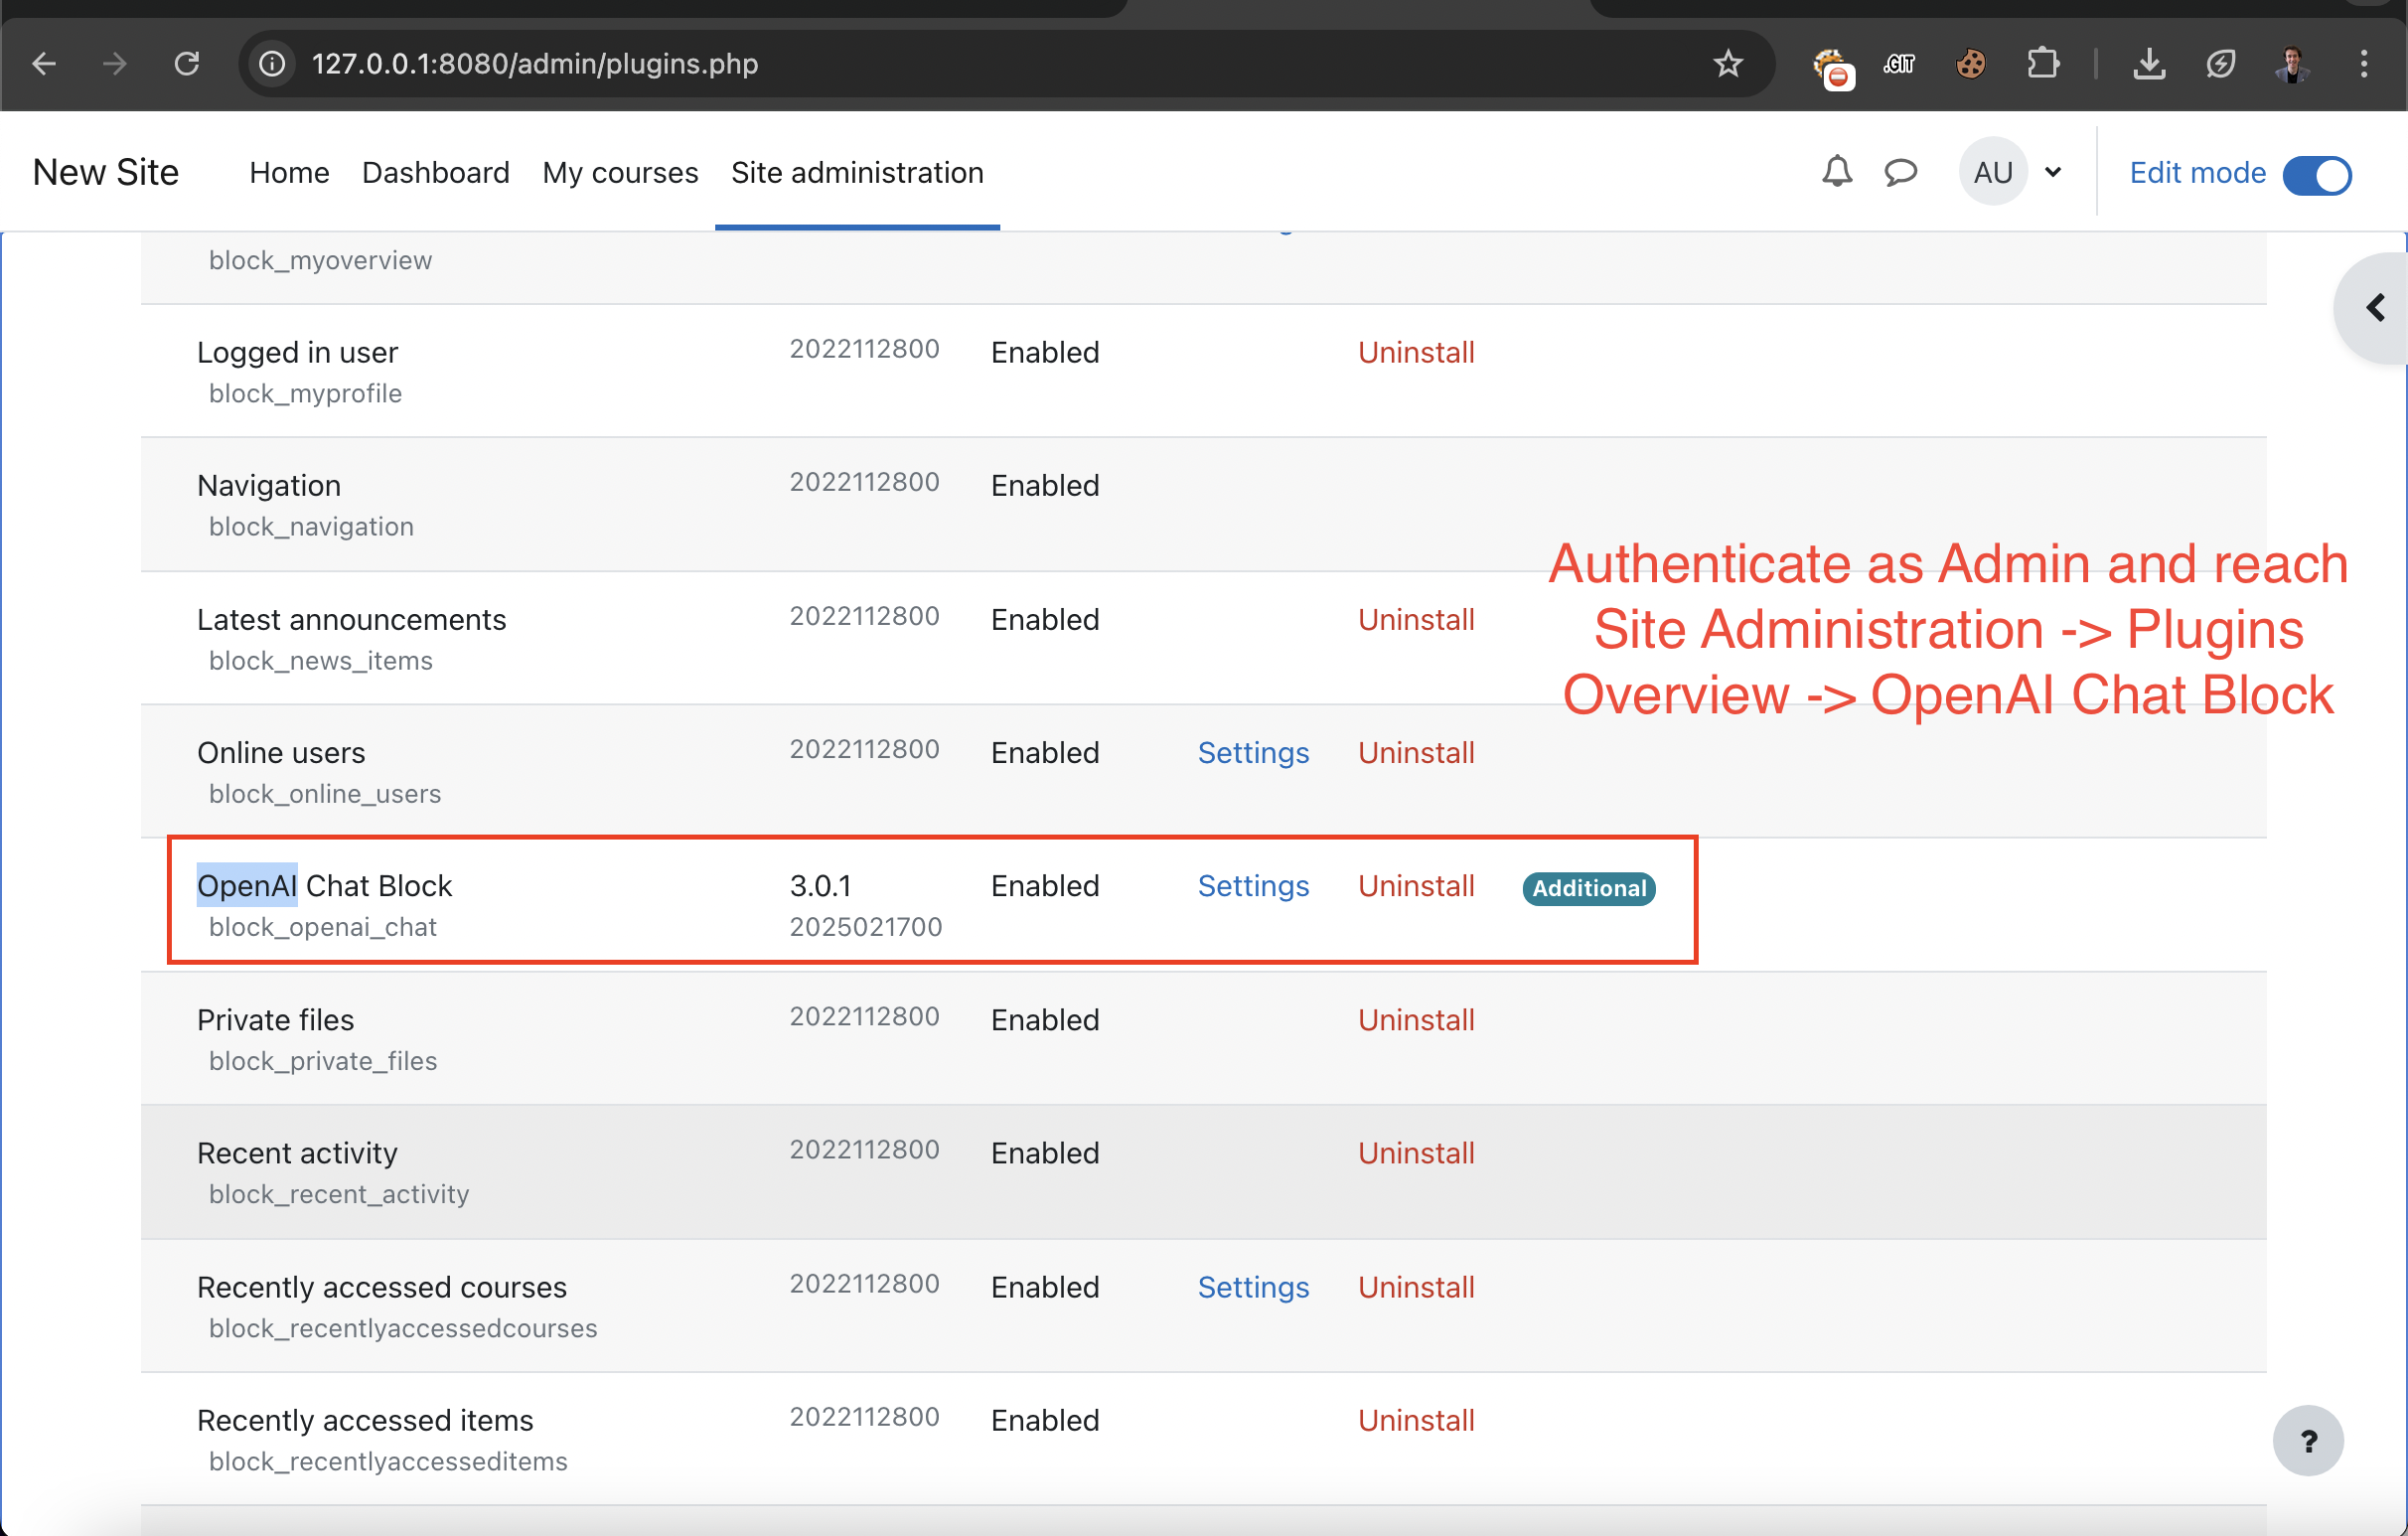 127.0.0.1:8080/admin/plugins.php
.GIT
New Site
Home
Dashboard
My courses
Site administration
AU
Edit mode
block_myoverview
Logged in user 2022112800 Enabled Uninstall
block_myprofile
Navigation 2022112800 Enabled
block_navigation
Authenticate as Admin and reach
Site Administration -> Plugins
Overview -> OpenAI Chat Block
Latest announcements 2022112800 Enabled Uninstall
block_news_items
Online users 2022112800 Enabled Settings Uninstall
block_online_users
OpenAI Chat Block 3.0.1 Enabled Settings Uninstall Additional
block_openai_chat 2025021700
Private files 2022112800 Enabled Uninstall
block_private_files
Recent activity 2022112800 Enabled Uninstall
block_recent_activity
Recently accessed courses 2022112800 Enabled Settings Uninstall
block_recentlyaccessedcourses
Recently accessed items 2022112800 Enabled Uninstall
block_recentlyaccesseditems
?